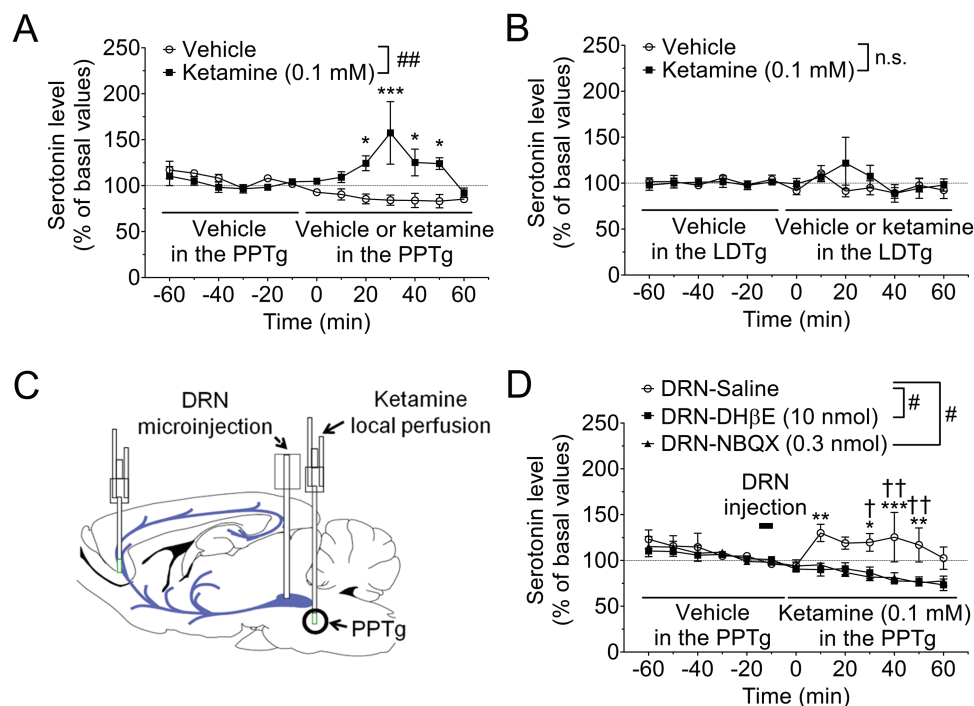 A
250
200
150
100
50
0
Serotonin level
(% of basal values)
Vehicle
Ketamine (0.1 mM)
##
***
*
*
*
Vehicle
in the PPTg
Vehicle or ketamine
in the PPTg
-60 -40 -20 0 20 40 60
Time (min)
B
250
200
150
100
50
0
Serotonin level
(% of basal values)
Vehicle
Ketamine (0.1 mM)
n.s.
Vehicle
in the LDTg
Vehicle or ketamine
in the LDTg
-60 -40 -20 0 20 40 60
Time (min)
C
DRN
microinjection
Ketamine
local perfusion
PPTg
D
DRN-Saline
DRN-DHβE (10 nmol)
DRN-NBQX (0.3 nmol)
#
#
250
200
150
100
50
0
Serotonin level
(% of basal values)
DRN
injection
**
†
*
††
***
††
**
Vehicle
in the PPTg
Ketamine (0.1 mM)
in the PPTg
-60 -40 -20 0 20 40 60
Time (min)